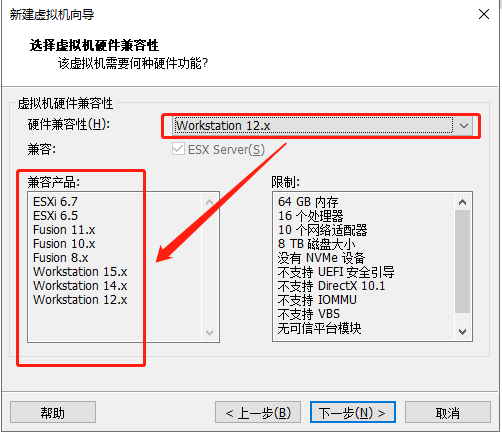 新建虚拟机向导
选择虚拟机硬件兼容性
该虚拟机需要何种硬件功能?
虚拟机硬件兼容性
硬件兼容性(H):
Workstation 12.x
兼容:
ESX Server(S)
兼容产品:
ESXi 6.7
ESXi 6.5
Fusion 11.x
Fusion 10.x
Fusion 8.x
Workstation 15.x
Workstation 14.x
Workstation 12.x
限制:
64 GB 内存
16 个处理器
10 个网络适配器
8 TB 磁盘大小
没有 NVMe 设备
不支持 UEFI 安全引导
不支持 DirectX 10.1
不支持 IOMMU
不支持 VBS
无可信平台模块
帮助
< 上一步(B)
下一步(N) >
取消